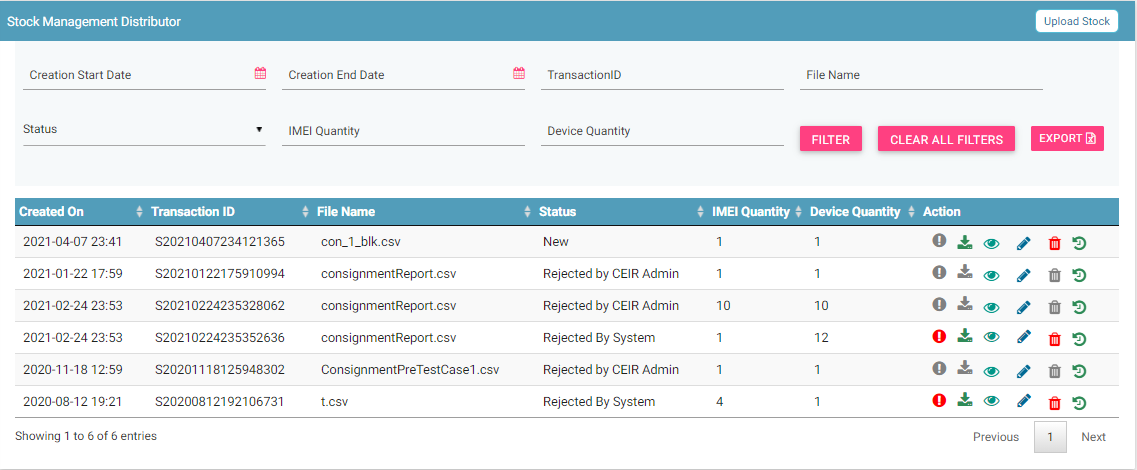 Stock Management Distributor Upload Stock
Creation Start Date Creation End Date TransactionID File Name
Status IMEI Quantity Device Quantity FILTER CLEAR ALL FILTERS EXPORT
Created On Transaction ID File Name Status IMEI Quantity Device Quantity Action
2021-04-07 23:41 S20210407234121365 con_1_blk.csv New 1 1
2021-01-22 17:59 S20210122175910994 consignmentReport.csv Rejected by CEIR Admin 1 1
2021-02-24 23:53 S20210224235328062 consignmentReport.csv Rejected by CEIR Admin 10 10
2021-02-24 23:53 S20210224235352636 consignmentReport.csv Rejected By System 1 12
2020-11-18 12:59 S20201118125948302 ConsignmentPreTestCase1.csv Rejected by CEIR Admin 1 1
2020-08-12 19:21 S20200812192106731 t.csv Rejected By System 4 1
Showing 1 to 6 of 6 entries Previous 1 Next